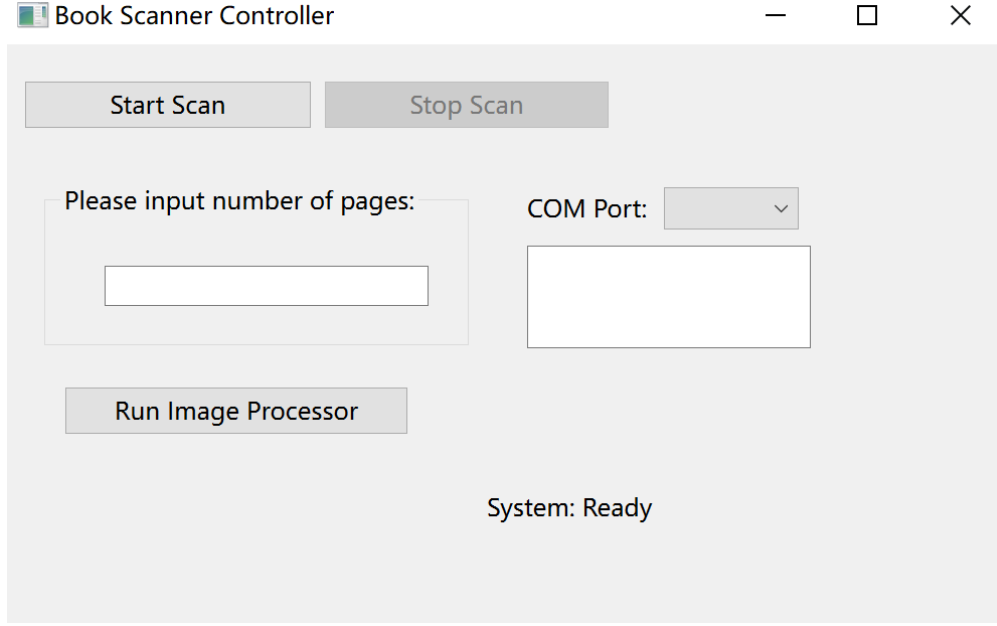 Book Scanner Controller
Start Scan
Stop Scan
Please input number of pages:
COM Port:
Run Image Processor
System: Ready